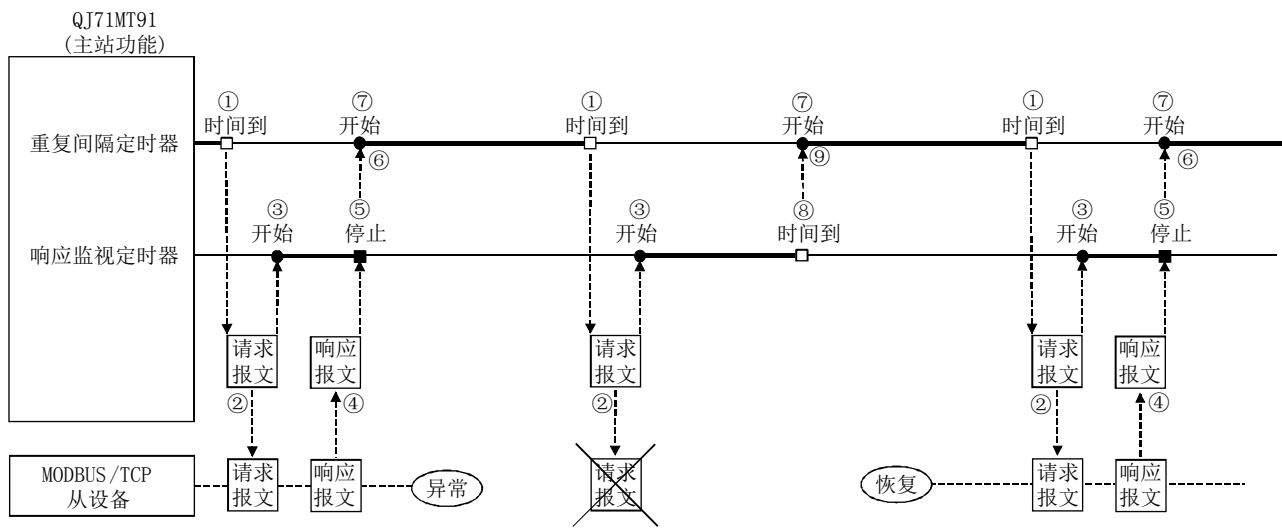 QJ71MT91
(主站功能)
① ⑦ ① ⑦ ① ⑦
时间到 开始 时间到 开始 时间到 开始
重复间隔定时器
⑥ ⑨ ⑥
③ ⑤ ③ ⑧ ③ ⑤
开始 停止 开始 时间到 开始 停止
响应监视定时器
请求 响应 请求 请求 响应
报文 报文 报文 报文 报文
② ④ ② ② ④
MODBUS/TCP
从设备
请求 响应 请求 请求 响应
报文 报文 报文 报文 报文
异常 恢复